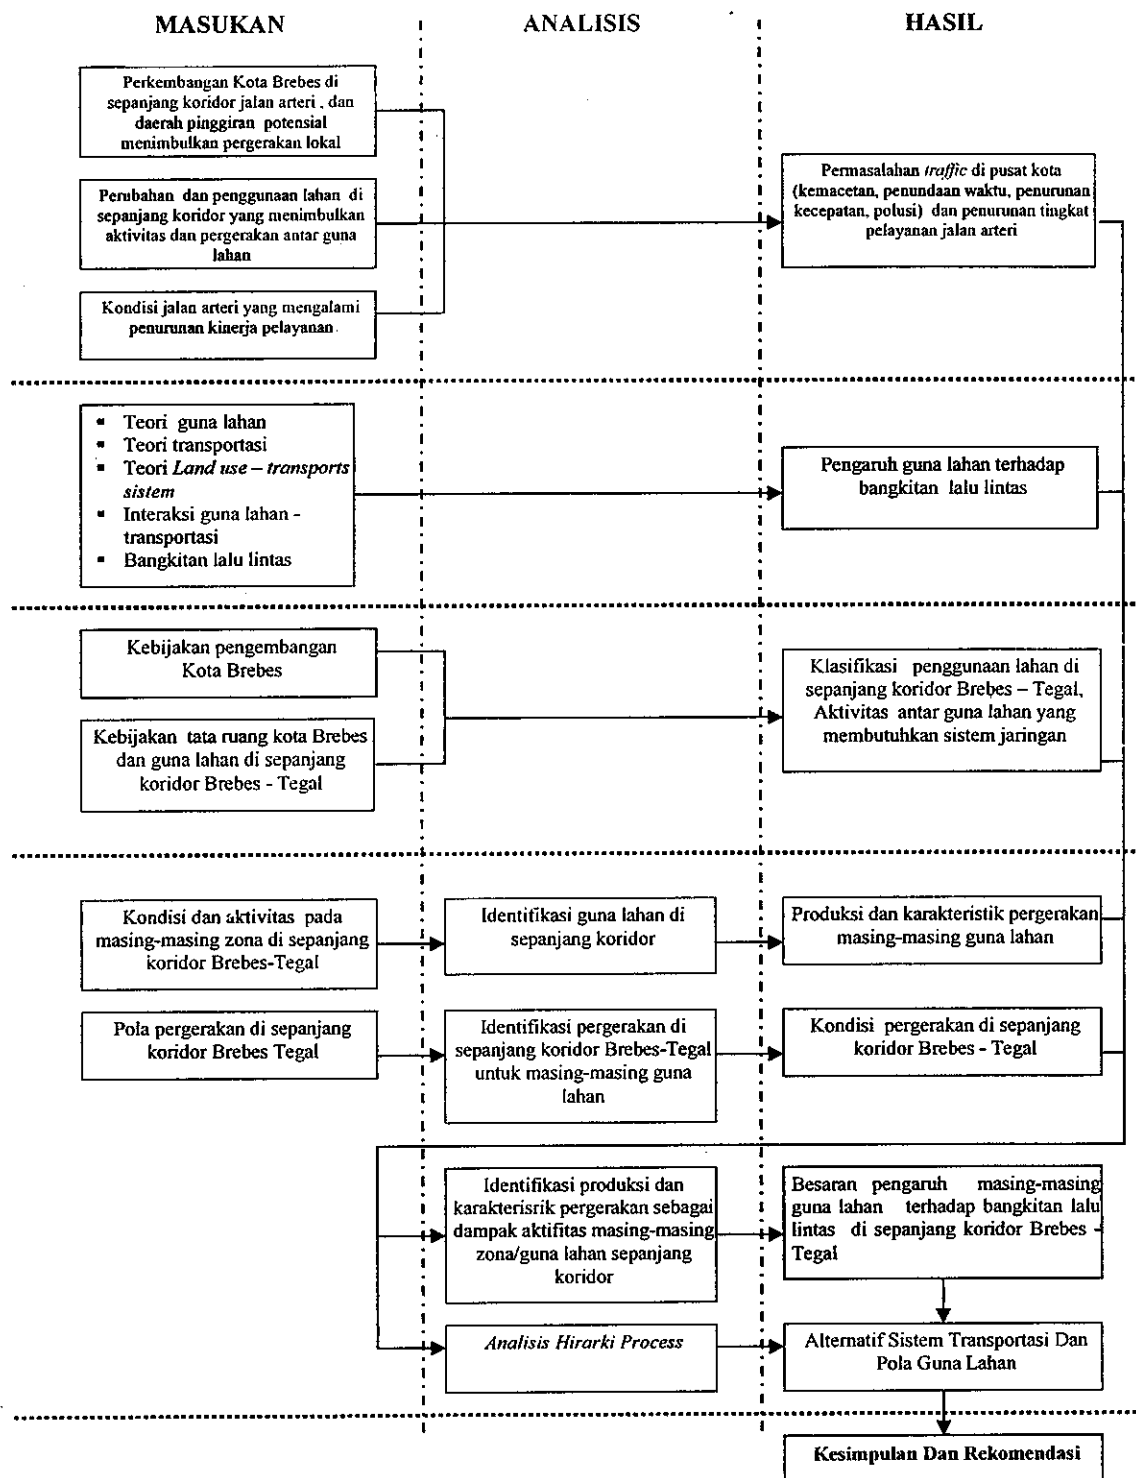 MASUKAN
ANALISIS
HASIL
Perkembangan Kota Brebes di
sepanjang koridor jalan arteri , dan
daerah pinggiran potensial
menimbulkan pergerakan lokal
Perubahan dan penggunaan lahan di
sepanjang koridor yang menimbulkan
aktivitas dan pergerakan antar guna
lahan
Kondisi jalan arteri yang mengalami
penurunan kinerja pelayanan
Permasalahan traffic di pusat kota
(kemacetan, penundaan waktu, penurunan
kecepatan, polusi) dan penurunan tingkat
pelayanan jalan arteri
▪ Teori guna lahan
▪ Teori transportasi
▪ Teori Land use – transports
sistem
▪ Interaksi guna lahan -
transportasi
▪ Bangkitan lalu lintas
Pengaruh guna lahan terhadap
bangkitan lalu lintas
Kebijakan pengembangan
Kota Brebes
Kebijakan tata ruang kota Brebes
dan guna lahan di sepanjang
koridor Brebes - Tegal
Klasifikasi penggunaan lahan di
sepanjang koridor Brebes – Tegal,
Aktivitas antar guna lahan yang
membutuhkan sistem jaringan
Kondisi dan aktivitas pada
masing-masing zona di sepanjang
koridor Brebes-Tegal
Identifikasi guna lahan di
sepanjang koridor
Produksi dan karakteristik pergerakan
masing-masing guna lahan
Pola pergerakan di sepanjang
koridor Brebes Tegal
Identifikasi pergerakan di
sepanjang koridor Brebes-Tegal
untuk masing-masing guna
lahan
Kondisi pergerakan di sepanjang
koridor Brebes - Tegal
Identifikasi produksi dan
karakterisrik pergerakan sebagai
dampak aktifitas masing-masing
zona/guna lahan sepanjang
koridor
Besaran pengaruh masing-masing
guna lahan terhadap bangkitan lalu
lintas di sepanjang koridor Brebes -
Tegal
Analisis Hirarki Process
Alternatif Sistem Transportasi Dan
Pola Guna Lahan
Kesimpulan Dan Rekomendasi